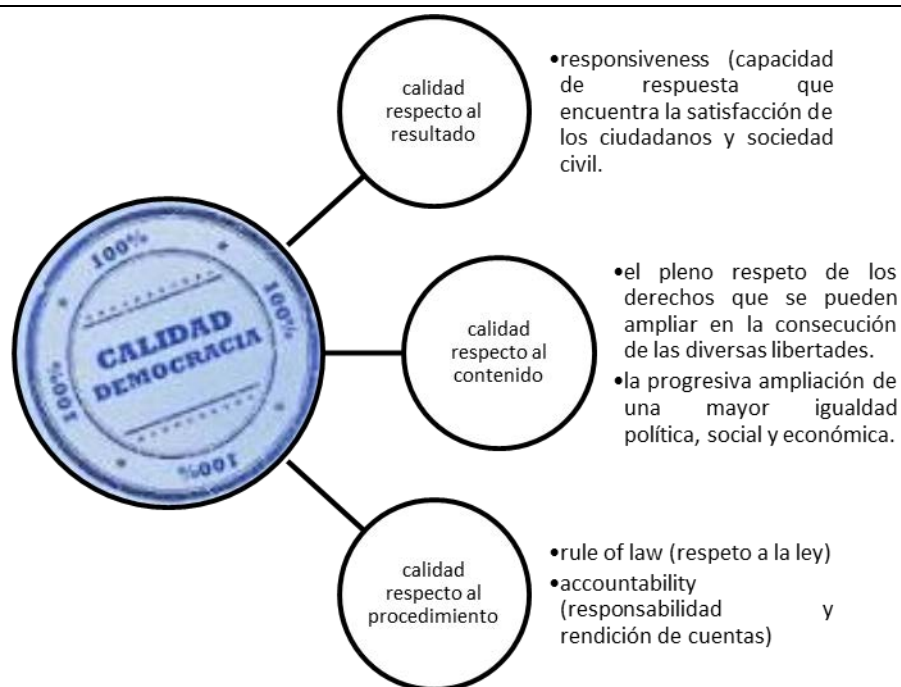 calidad
respecto al
resultado
•responsiveness (capacidad
de respuesta que
encuentra la satisfacción de
los ciudadanos y sociedad
civil.
100%
100%
100%
100%
CALIDAD
DEMOCRACIA
calidad
respecto al
contenido
•el pleno respeto de los
derechos que se pueden
ampliar en la consecución
de las diversas libertades.
•la progresiva ampliación de
una mayor igualdad
política, social y económica.
calidad
respecto al
procedimiento
•rule of law (respeto a la ley)
•accountability
(responsabilidad y
rendición de cuentas)